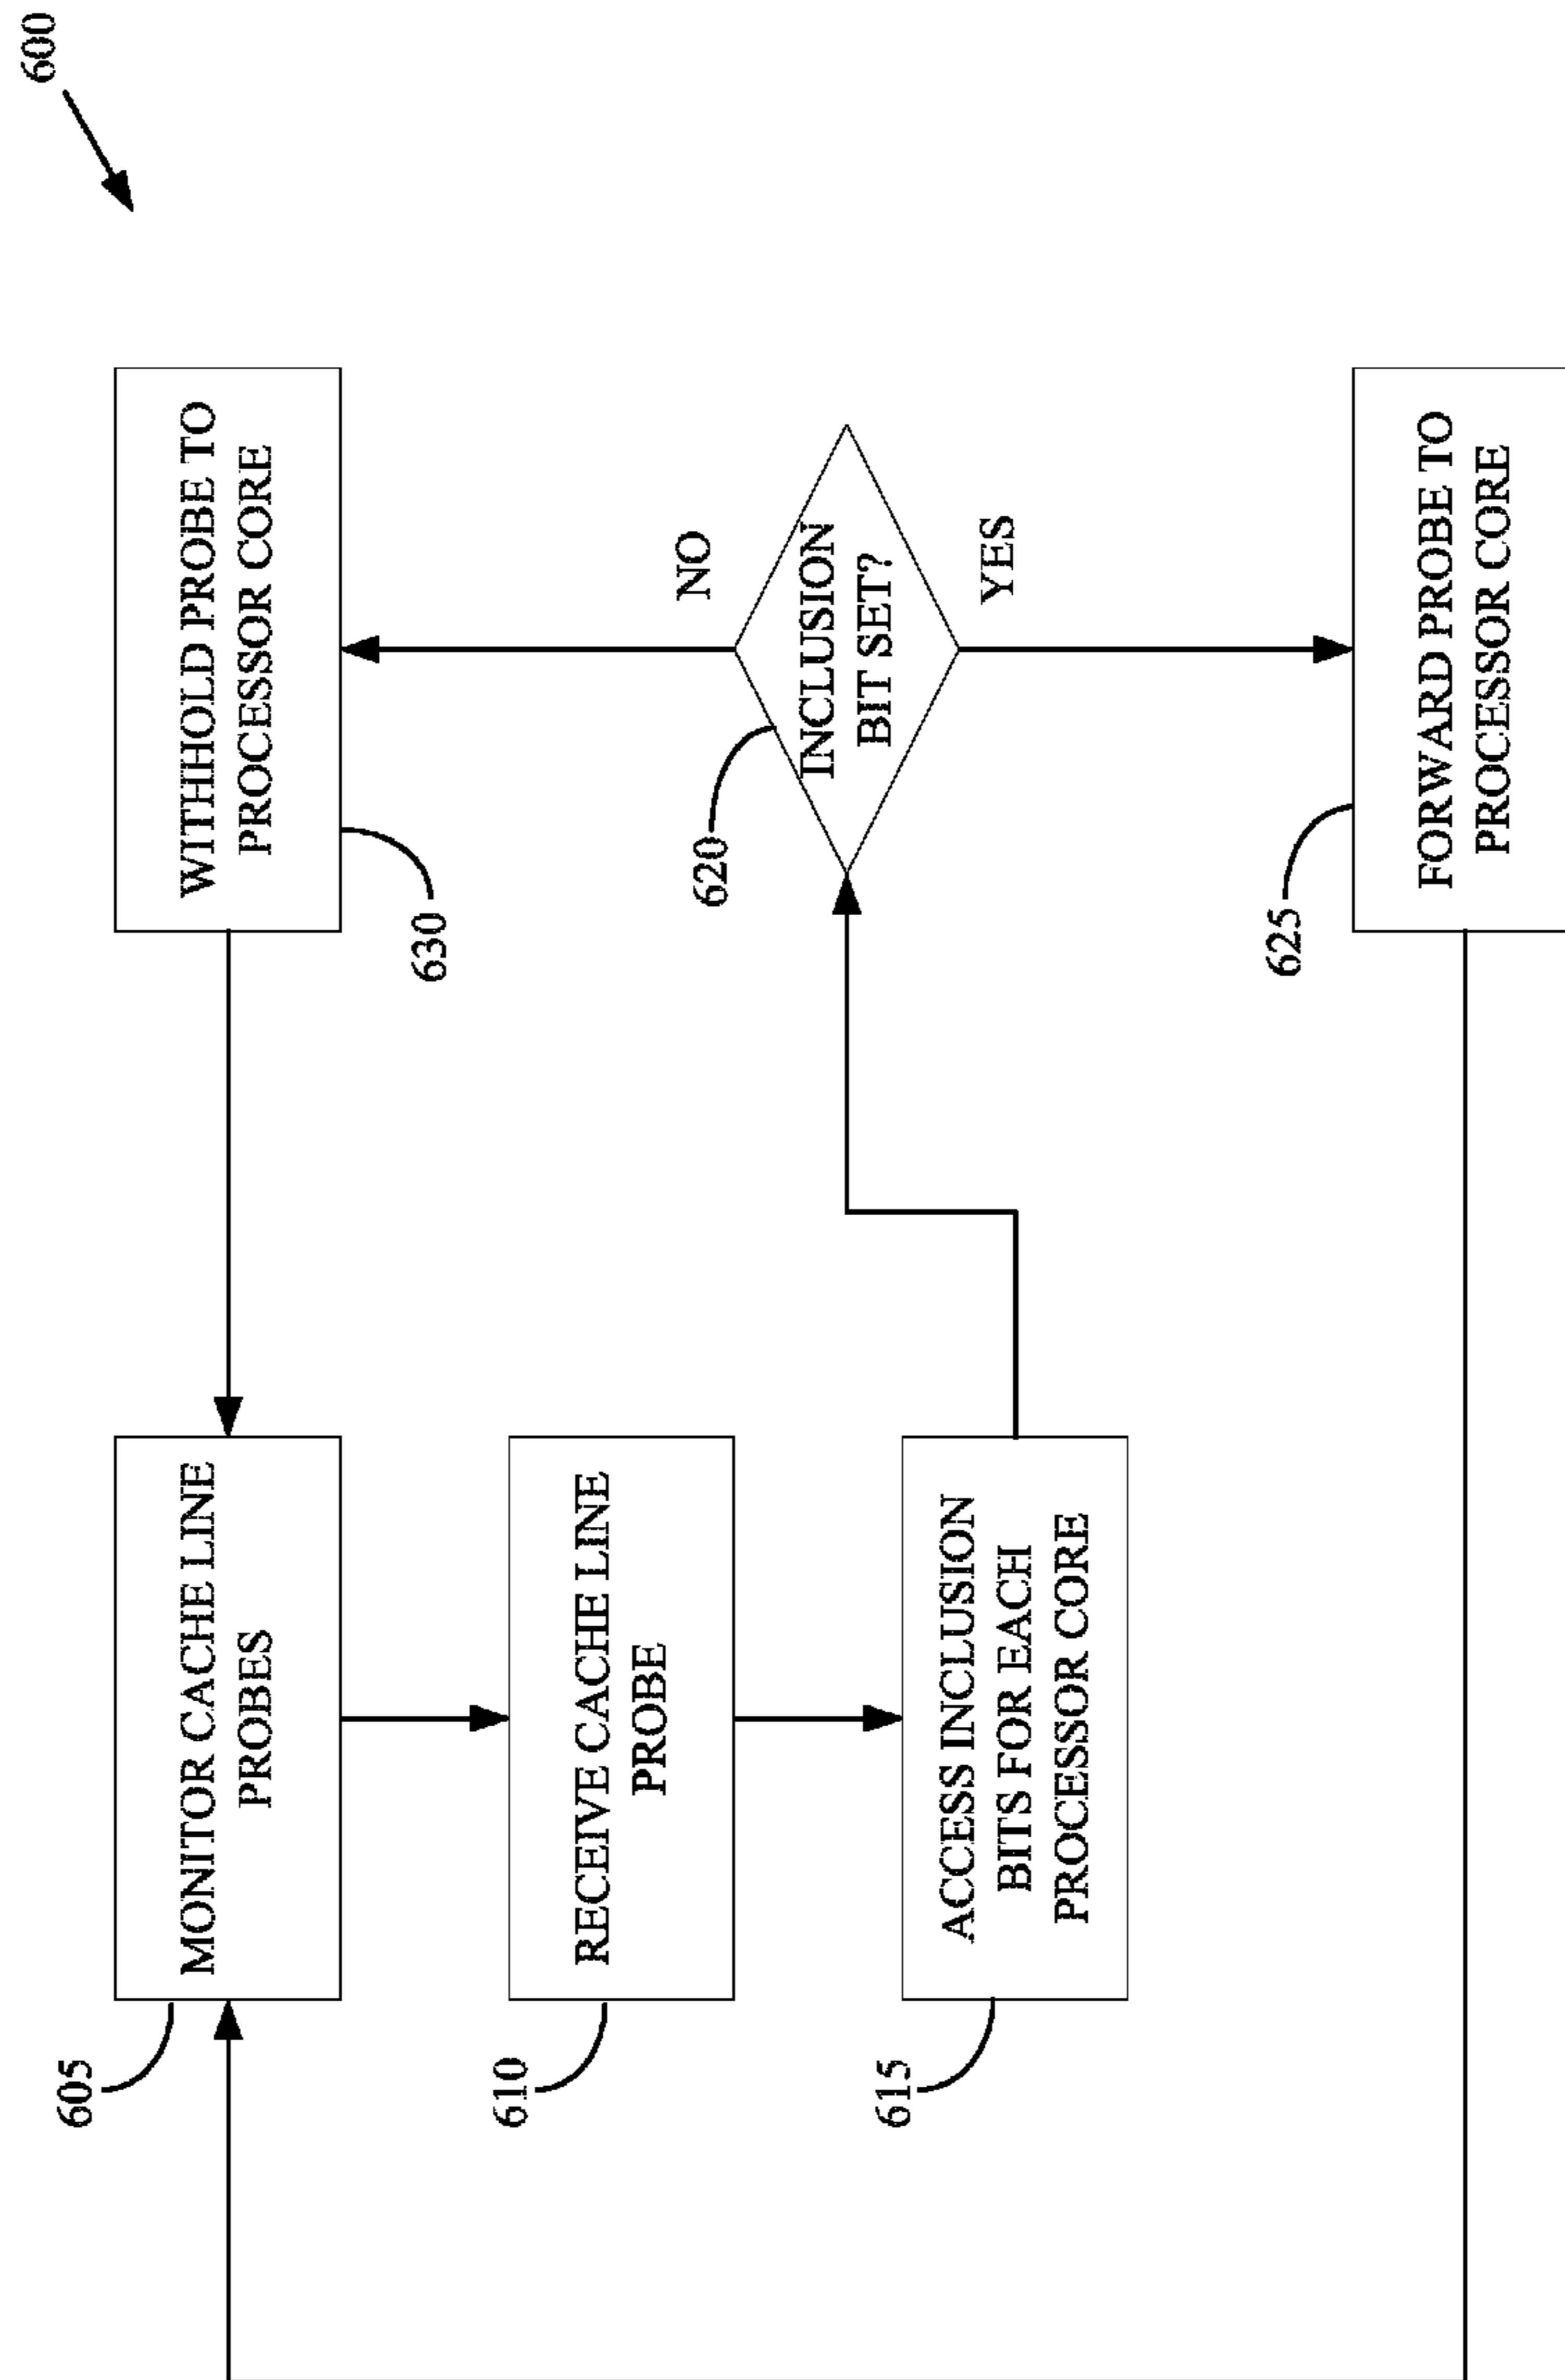 600
605
MONITOR CACHE LINE
PROBES
610
RECEIVE CACHE LINE
PROBE
615
ACCESS INCLUSION
BITS FOR EACH
PROCESSOR CORE
620
INCLUSION
BIT SET?
NO
YES
630
WITHHOLD PROBE TO
PROCESSOR CORE
625
FORWARD PROBE TO
PROCESSOR CORE